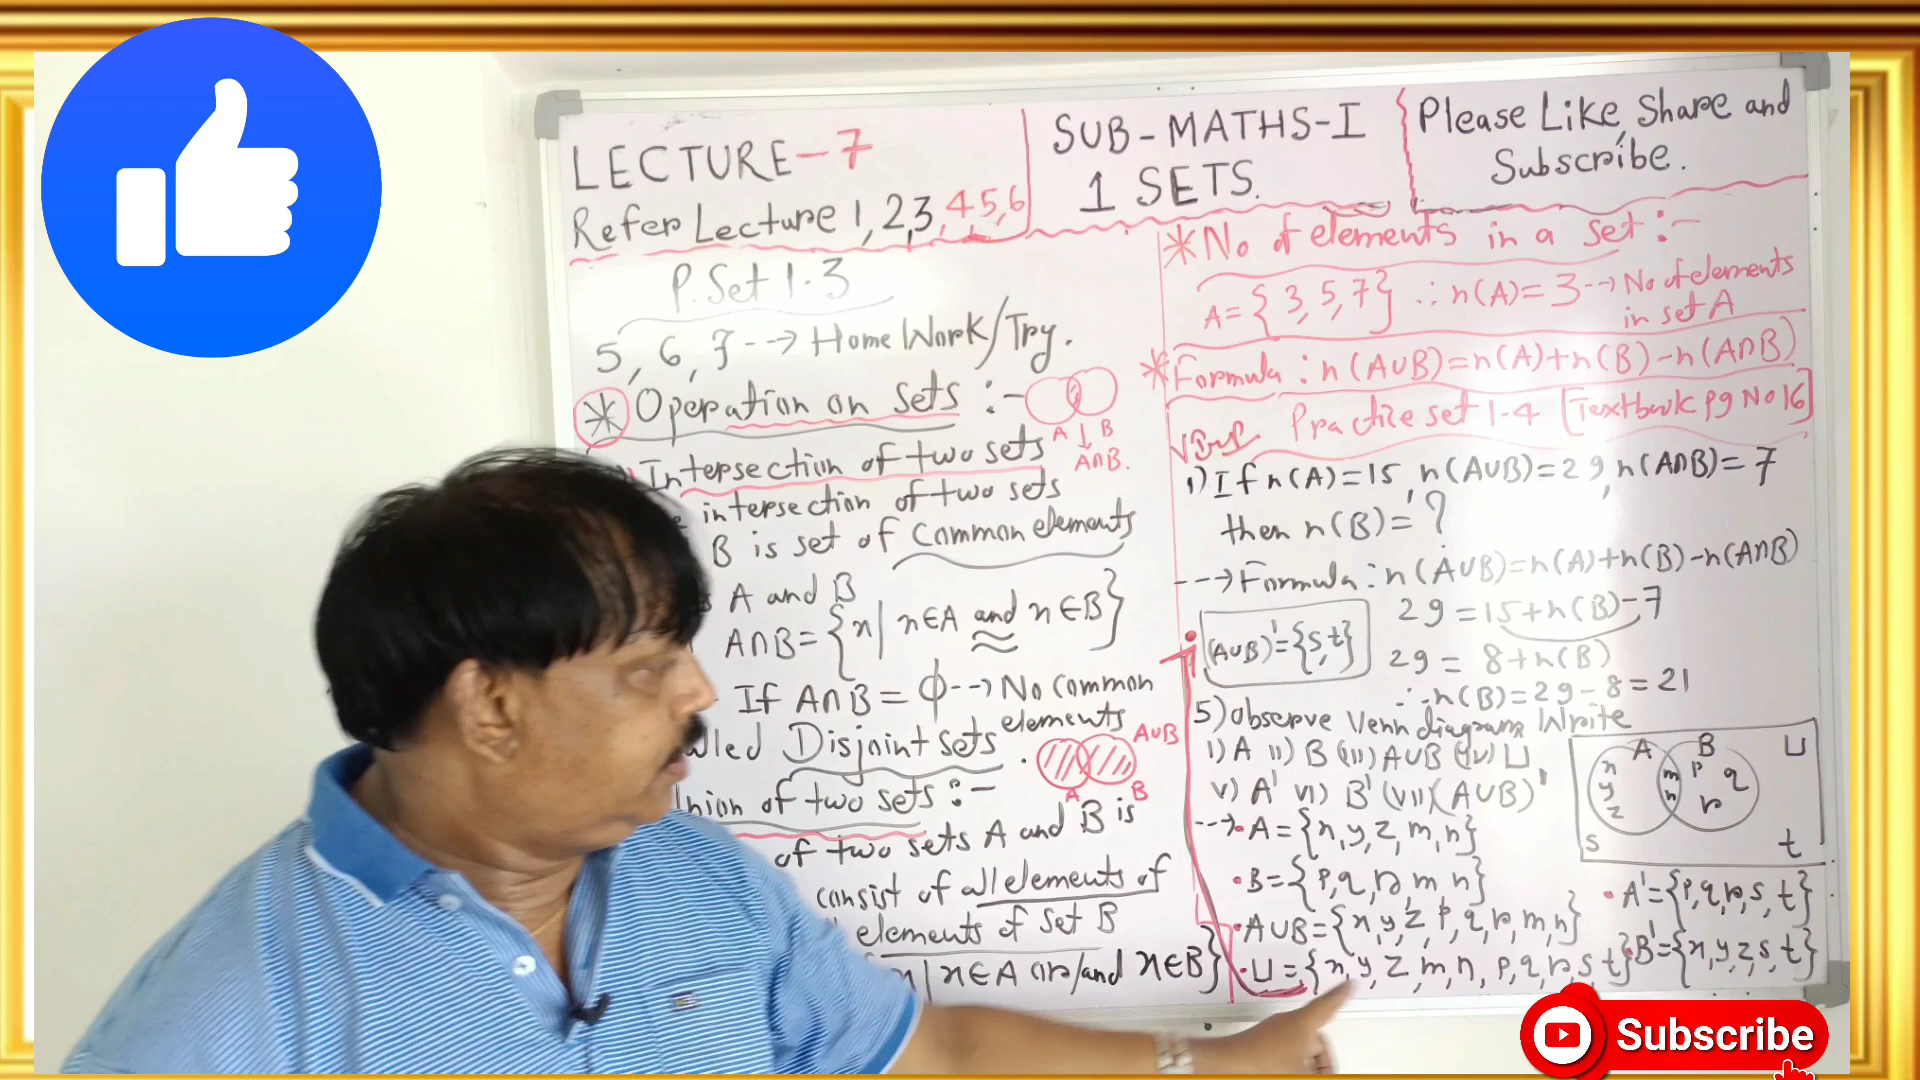 LECTURE-7
Refer Lecture 1,2,3,4,5,6
SUB-MATHS-I
1 SETS.
Please Like, Share and
Subscribe.
P. Set 1.3
5, 6, 7 --> Home Work/Try.
* Operation on sets :-
A B
A∩B.
Intersection of two sets
intersection of two sets
B is set of Common elements
A and B
A∩B={x| x∈A and x∈B}
If A∩B = ϕ --> No common
elements
lled Disjoint sets.
A∪B
A B
nion of two sets :-
of two sets A and B is
consist of all elements of
elements of set B
x | x∈A or/and x∈B}
* No of elements in a set :-
A={3,5,7} ∴ n(A)=3 --> No of elements
in set A
* Formula : n(A∪B)=n(A)+n(B)-n(A∩B)
Practice set 1.4 [Textbook pg No 16]
1) If n(A)=15, n(A∪B)=29, n(A∩B)=7
then n(B)=?
---> Formula : n(A∪B)=n(A)+n(B)-n(A∩B)
29=15+n(B)-7
29= 8+n(B)
∴ n(B)=29-8=21
(A∪B)'={s,t}
5) Observe Venn diagram Write
i) A ii) B (iii) A∪B (iv) U
v) A' vi) B' (vii) (A∪B)'
A B U
x y z m n p q r
s t
--> • A={x,y,z,m,n}
• B={p,q,r,m,n}
• A∪B={x,y,z,p,q,r,m,n}
• U={x,y,z,m,n,p,q,r,s,t}
• A'={p,q,r,s,t}
• B'={x,y,z,s,t}
Subscribe